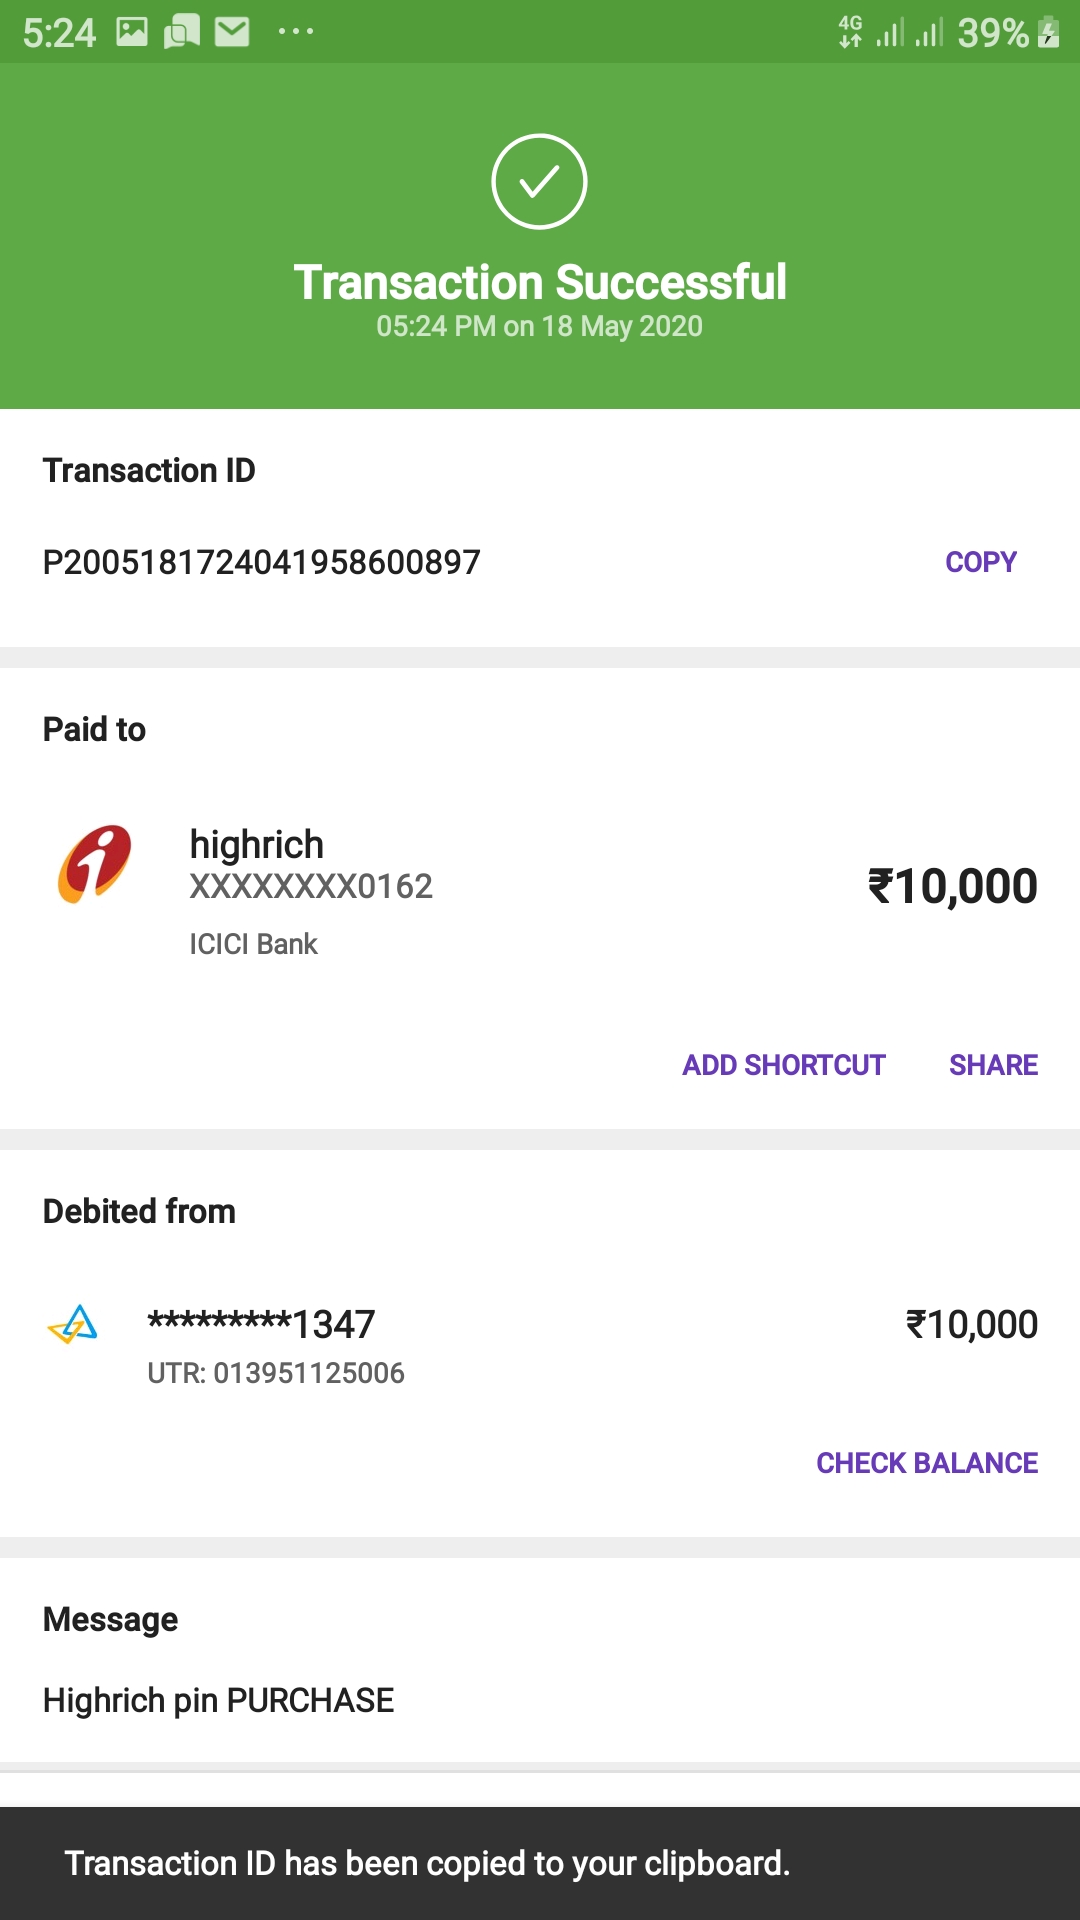 5:24 ... 4G 39%
Transaction Successful
05:24 PM on 18 May 2020
Transaction ID
P2005181724041958600897 COPY
Paid to
highrich
XXXXXXXX0162 ₹10,000
ICICI Bank
ADD SHORTCUT SHARE
Debited from
*********1347 ₹10,000
UTR: 013951125006
CHECK BALANCE
Message
Highrich pin PURCHASE
Transaction ID has been copied to your clipboard.